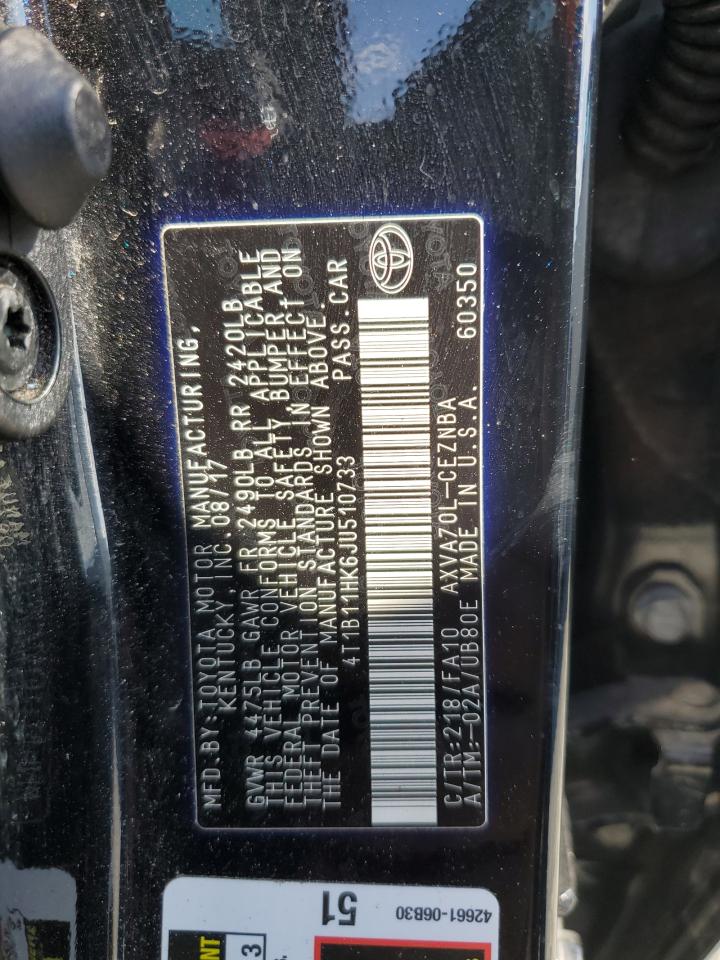 MFD.BY:TOYOTA MOTOR MANUFACTURING,
KENTUCKY, INC. 08/17
GVWR 4475LB GAWR FR 2490LB RR 2420LB
THIS VEHICLE CONFORMS TO ALL APPLICABLE
FEDERAL MOTOR VEHICLE SAFETY, BUMPER AND
THEFT PREVENTION STANDARDS IN EFFECT ON
THE DATE OF MANUFACTURE SHOWN ABOVE.
4T1B11HK6JU510733 PASS.CAR
C/TR:218/FA10 AXVA70L-CEZNBA
A/TM:-02A/UB80E MADE IN U.S.A. 60350
51
42661-06B30
3